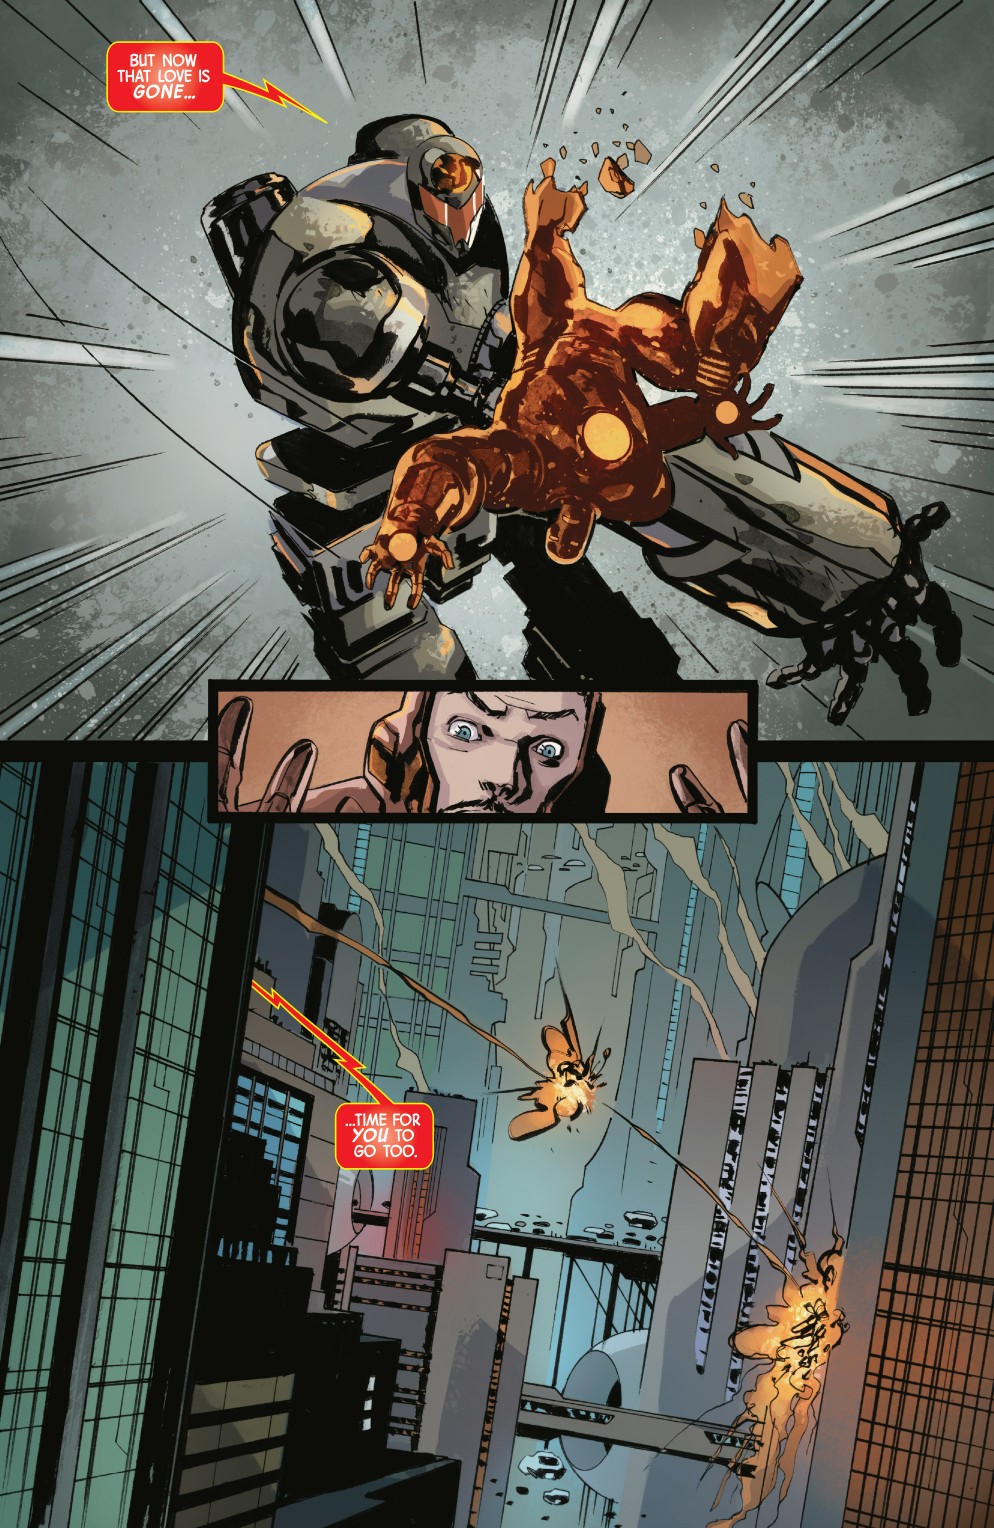 BUT NOW
THAT LOVE IS
GONE...
...TIME FOR
YOU TO
GO TOO.